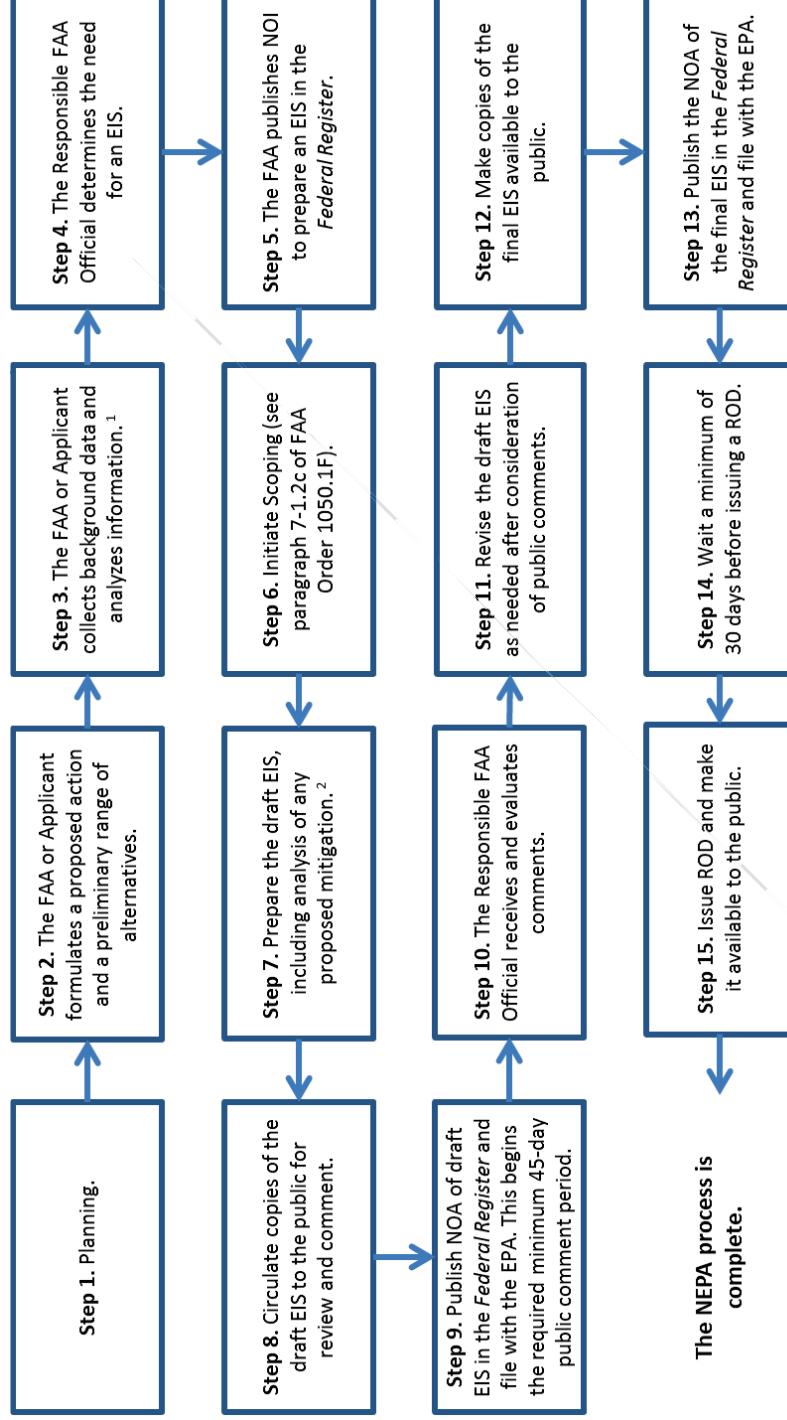 Step 1. Planning.
Step 2. The FAA or Applicant
formulates a proposed action
and a preliminary range of
alternatives.
Step 3. The FAA or Applicant
collects background data and
analyzes information. 1
Step 4. The Responsible FAA
Official determines the need
for an EIS.
Step 5. The FAA publishes NOI
to prepare an EIS in the
Federal Register.
Step 6. Initiate Scoping (see
paragraph 7-1.2c of FAA
Order 1050.1F).
Step 7. Prepare the draft EIS,
including analysis of any
proposed mitigation. 2
Step 8. Circulate copies of the
draft EIS to the public for
review and comment.
Step 9. Publish NOA of draft
EIS in the Federal Register and
file with the EPA. This begins
the required minimum 45-day
public comment period.
Step 10. The Responsible FAA
Official receives and evaluates
comments.
Step 11. Revise the draft EIS
as needed after consideration
of public comments.
Step 12. Make copies of the
final EIS available to the
public.
Step 13. Publish the NOA of
the final EIS in the Federal
Register and file with the EPA.
Step 14. Wait a minimum of
30 days before issuing a ROD.
Step 15. Issue ROD and make
it available to the public.
The NEPA process is
complete.